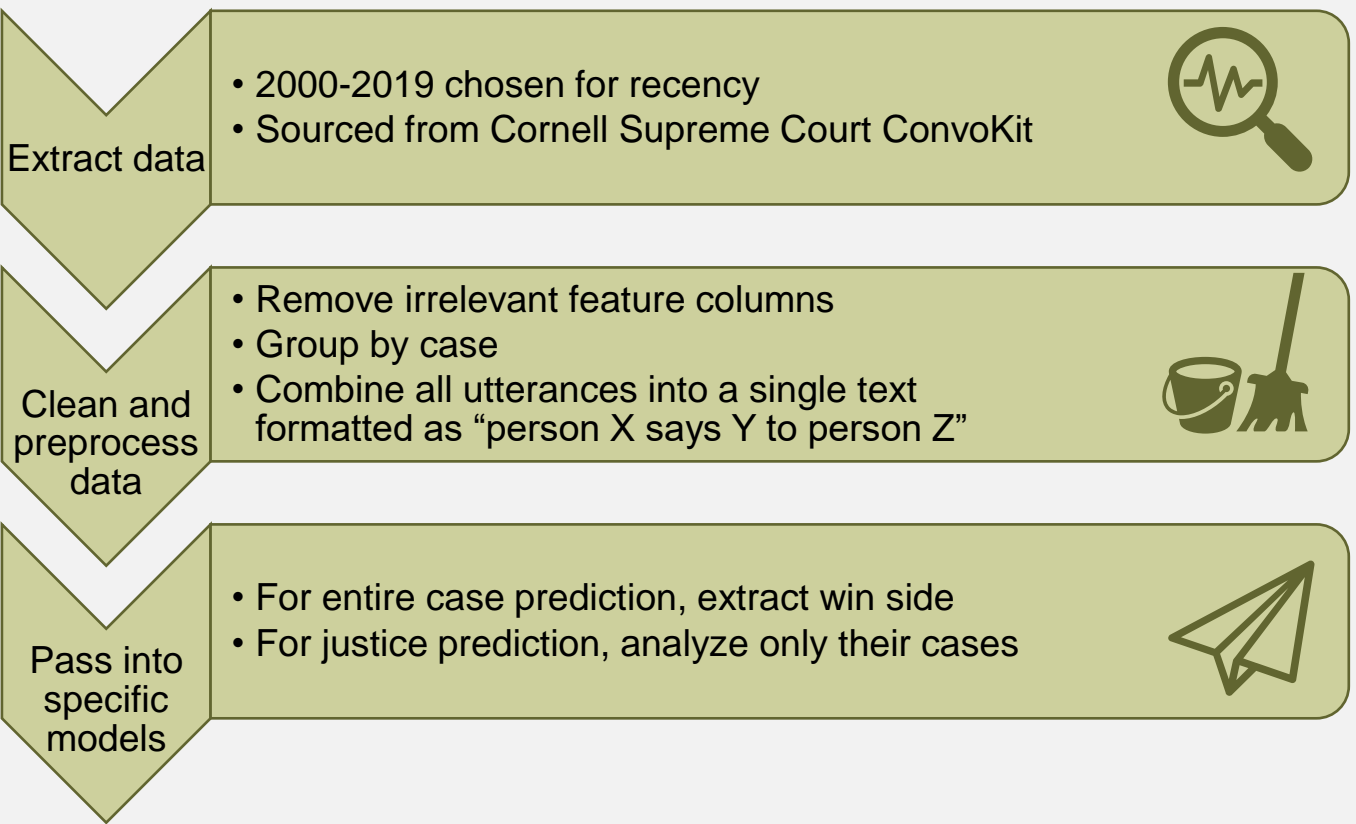 Extract data
• 2000-2019 chosen for recency
• Sourced from Cornell Supreme Court ConvoKit
Clean and
preprocess
data
• Remove irrelevant feature columns
• Group by case
• Combine all utterances into a single text
formatted as “person X says Y to person Z”
Pass into
specific
models
• For entire case prediction, extract win side
• For justice prediction, analyze only their cases